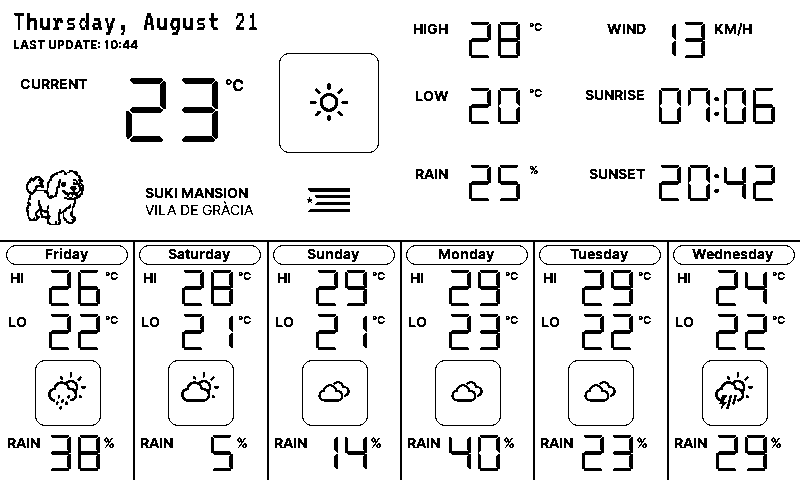 Thursday, August 21
LAST UPDATE: 10:44
CURRENT 23 °C
HIGH 28 °C
WIND 13 KM/H
LOW 20 °C
SUNRISE 07:06
RAIN 25 %
SUNSET 20:42
SUKI MANSION
VILA DE GRÀCIA
Friday
HI 26 °C
LO 22 °C
RAIN 38 %
Saturday
HI 28 °C
LO 21 °C
RAIN 5 %
Sunday
HI 29 °C
LO 21 °C
RAIN 14 %
Monday
HI 29 °C
LO 23 °C
RAIN 40 %
Tuesday
HI 29 °C
LO 22 °C
RAIN 23 %
Wednesday
HI 24 °C
LO 22 °C
RAIN 29 %